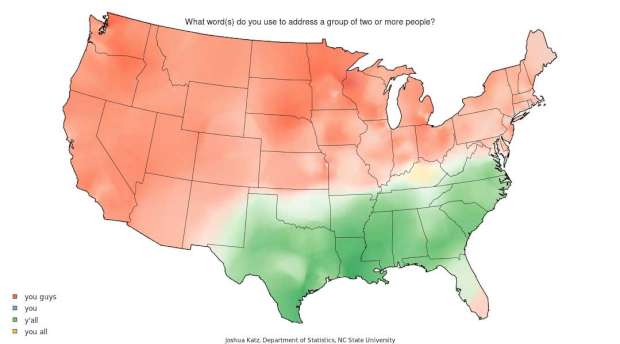 What word(s) do you use to address a group of two or more people?
you guys
you
y'all
you all
Joshua Katz, Department of Statistics, NC State University